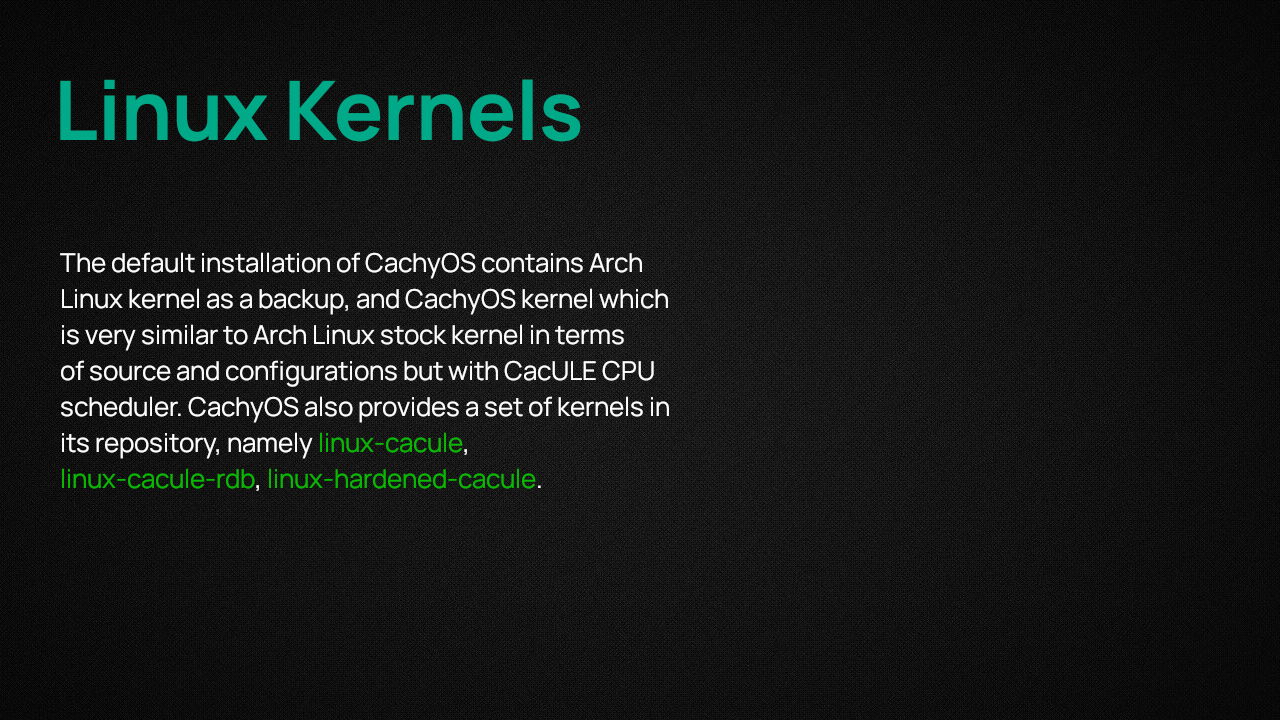 Linux Kernels
The default installation of CachyOS contains Arch
Linux kernel as a backup, and CachyOS kernel which
is very similar to Arch Linux stock kernel in terms
of source and configurations but with CacULE CPU
scheduler. CachyOS also provides a set of kernels in
its repository, namely linux-cacule,
linux-cacule-rdb, linux-hardened-cacule.